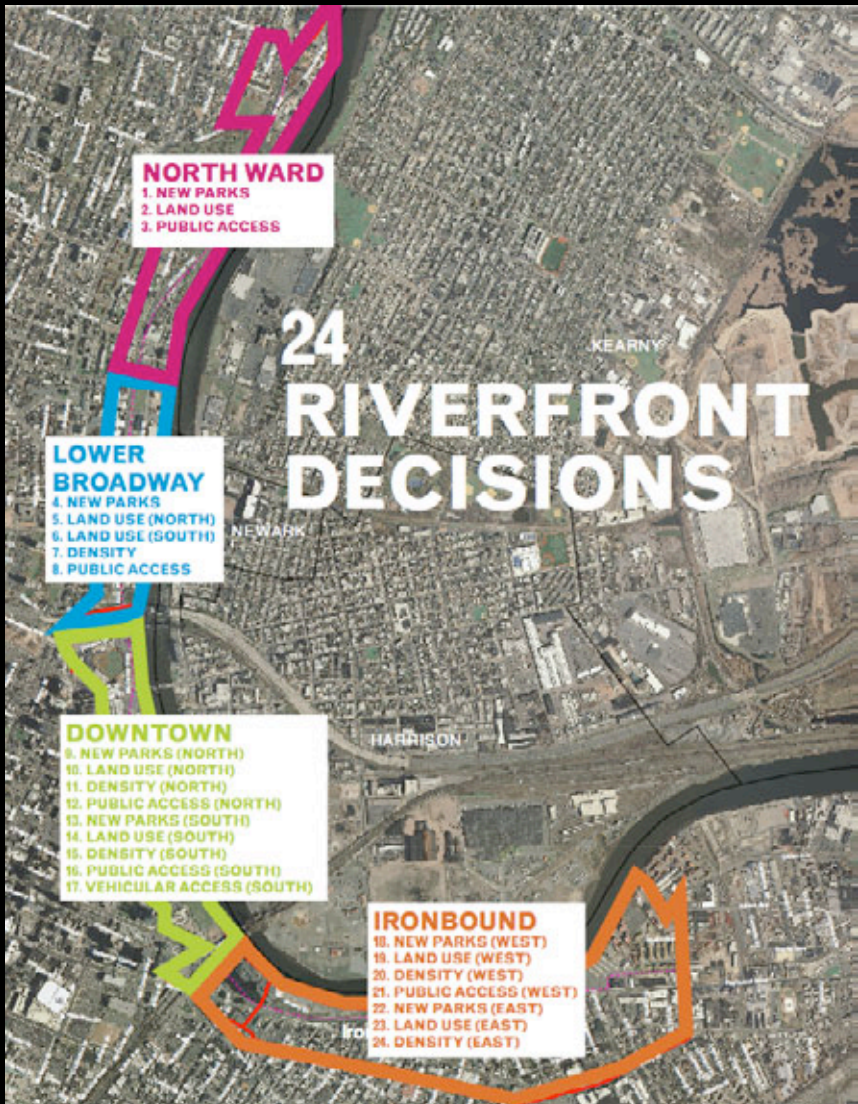 NORTH WARD
1. NEW PARKS
2. LAND USE
3. PUBLIC ACCESS
24
RIVERFRONT
DECISIONS
KEARNY
LOWER
BROADWAY
4. NEW PARKS
5. LAND USE (NORTH)
6. LAND USE (SOUTH)
7. DENSITY
8. PUBLIC ACCESS
NEWARK
DOWNTOWN
9. NEW PARKS (NORTH)
10. LAND USE (NORTH)
11. DENSITY (NORTH)
12. PUBLIC ACCESS (NORTH)
13. NEW PARKS (SOUTH)
14. LAND USE (SOUTH)
15. DENSITY (SOUTH)
16. PUBLIC ACCESS (SOUTH)
17. VEHICULAR ACCESS (SOUTH)
HARRISON
IRONBOUND
18. NEW PARKS (WEST)
19. LAND USE (WEST)
20. DENSITY (WEST)
21. PUBLIC ACCESS (WEST)
22. NEW PARKS (EAST)
23. LAND USE (EAST)
24. DENSITY (EAST)